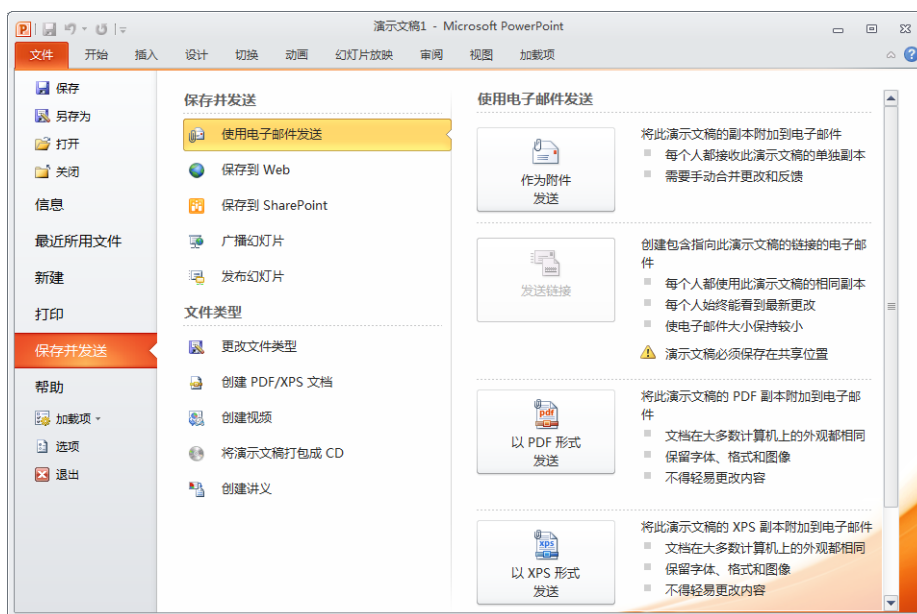 演示文稿1 - Microsoft PowerPoint
文件 开始 插入 设计 切换 动画 幻灯片放映 审阅 视图 加载项
保存
另存为
打开
关闭
信息
最近所用文件
新建
打印
保存并发送
帮助
加载项
选项
退出
保存并发送
使用电子邮件发送
保存到 Web
保存到 SharePoint
广播幻灯片
发布幻灯片
文件类型
更改文件类型
创建 PDF/XPS 文档
创建视频
将演示文稿打包成 CD
创建讲义
使用电子邮件发送
作为附件
发送
将此演示文稿的副本附加到电子邮件
每个人都接收此演示文稿的单独副本
需要手动合并更改和反馈
发送链接
创建包含指向此演示文稿的链接的电子邮
件
每个人都使用此演示文稿的相同副本
每个人始终能看到最新更改
使电子邮件大小保持较小
演示文稿必须保存在共享位置
pdf
以 PDF 形式
发送
将此演示文稿的 PDF 副本附加到电子邮
件
文档在大多数计算机上的外观都相同
保留字体、格式和图像
不得轻易更改内容
xps
以 XPS 形式
发送
将此演示文稿的 XPS 副本附加到电子邮件
文档在大多数计算机上的外观都相同
保留字体、格式和图像
不得轻易更改内容